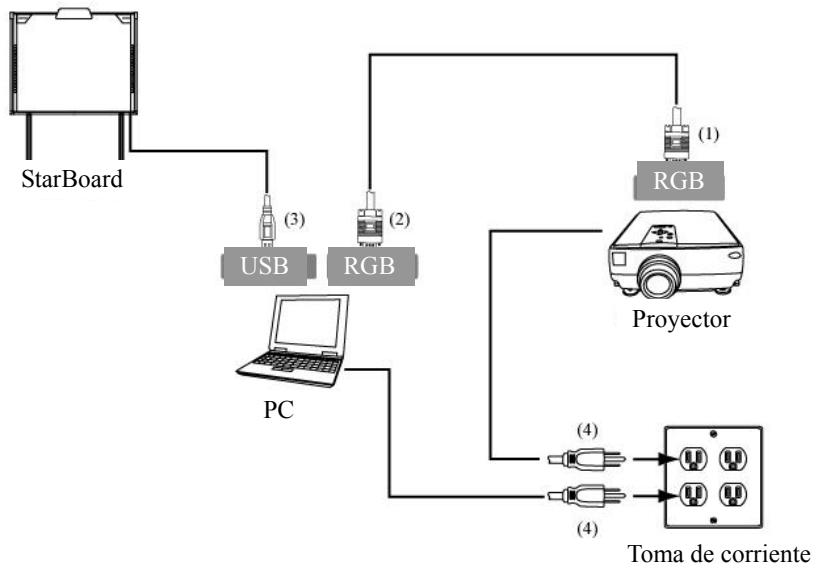 (1)
RGB
StarBoard
(3)
(2)
USB
RGB
Proyector
PC
(4)
(4)
Toma de corriente